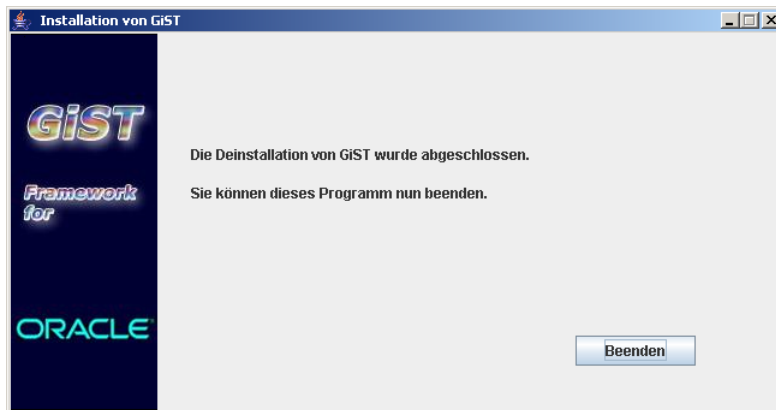 Installation von GiST
GiST
Framework
for
ORACLE
Die Deinstallation von GiST wurde abgeschlossen.
Sie können dieses Programm nun beenden.
Beenden